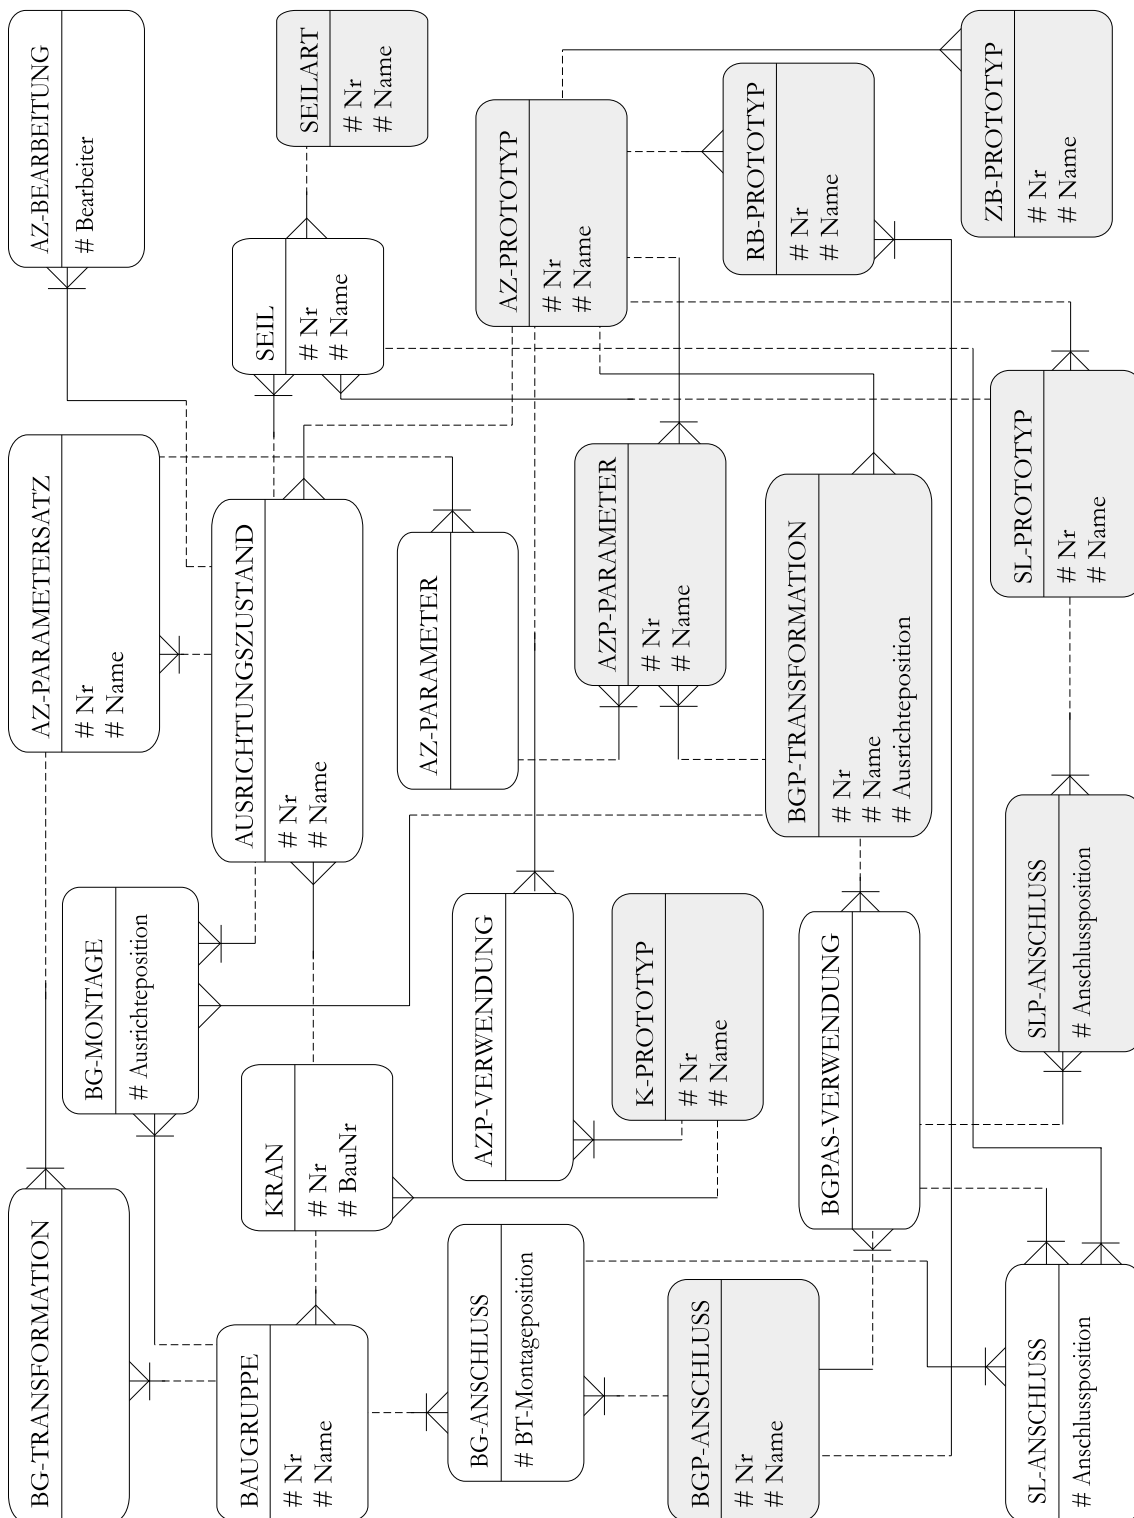 AZ-BEARBEITUNG
# Bearbeiter
SEILART
# Nr
# Name
ZB-PROTOTYP
# Nr
# Name
RB-PROTOTYP
# Nr
# Name
AZ-PROTOTYP
# Nr
# Name
SEIL
# Nr
# Name
AZ-PARAMETERSATZ
# Nr
# Name
AUSRICHTUNGSZUSTAND
# Nr
# Name
AZ-PARAMETER
AZP-PARAMETER
# Nr
# Name
BGP-TRANSFORMATION
# Nr
# Name
# Ausrichteposition
SL-PROTOTYP
# Nr
# Name
BG-MONTAGE
# Ausrichteposition
KRAN
# Nr
# BauNr
AZP-VERWENDUNG
K-PROTOTYP
# Nr
# Name
BGPAS-VERWENDUNG
SLP-ANSCHLUSS
# Anschlussposition
BG-TRANSFORMATION
BAUGRUPPE
# Nr
# Name
BG-ANSCHLUSS
# BT-Montageposition
BGP-ANSCHLUSS
# Nr
# Name
SL-ANSCHLUSS
# Anschlussposition